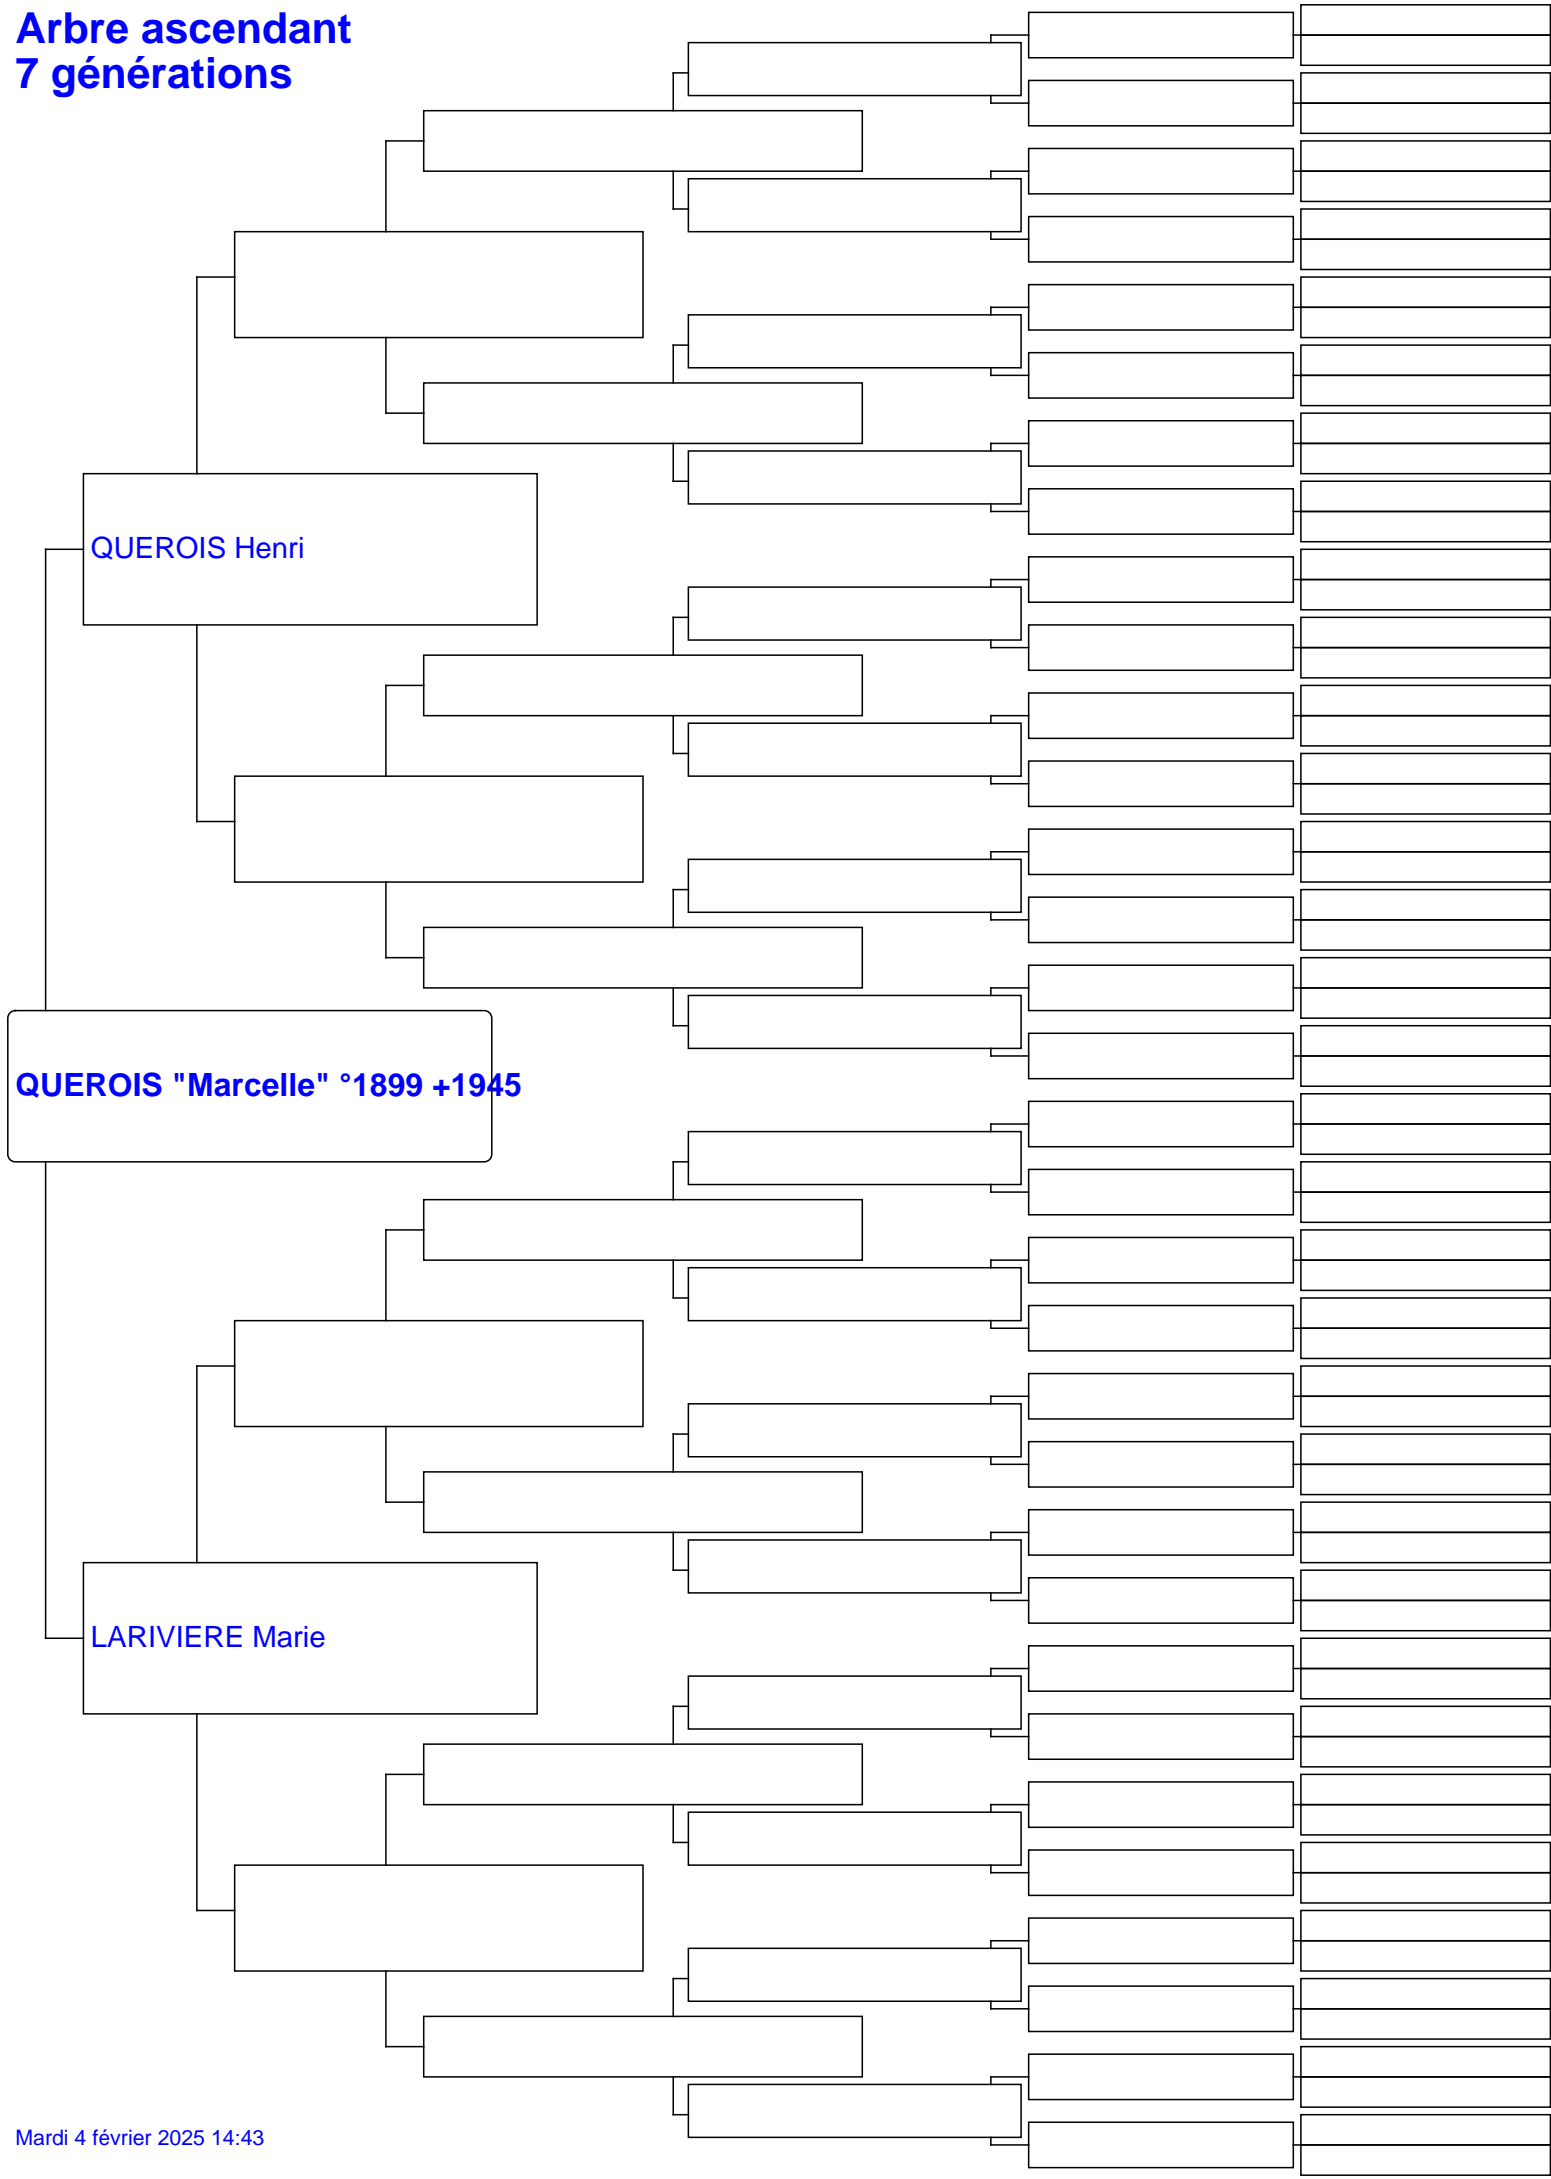 Arbre ascendant
7 générations
QUEROIS Henri
QUEROIS "Marcelle" °1899 +1945
LARIVIERE Marie
Mardi 4 février 2025 14:43